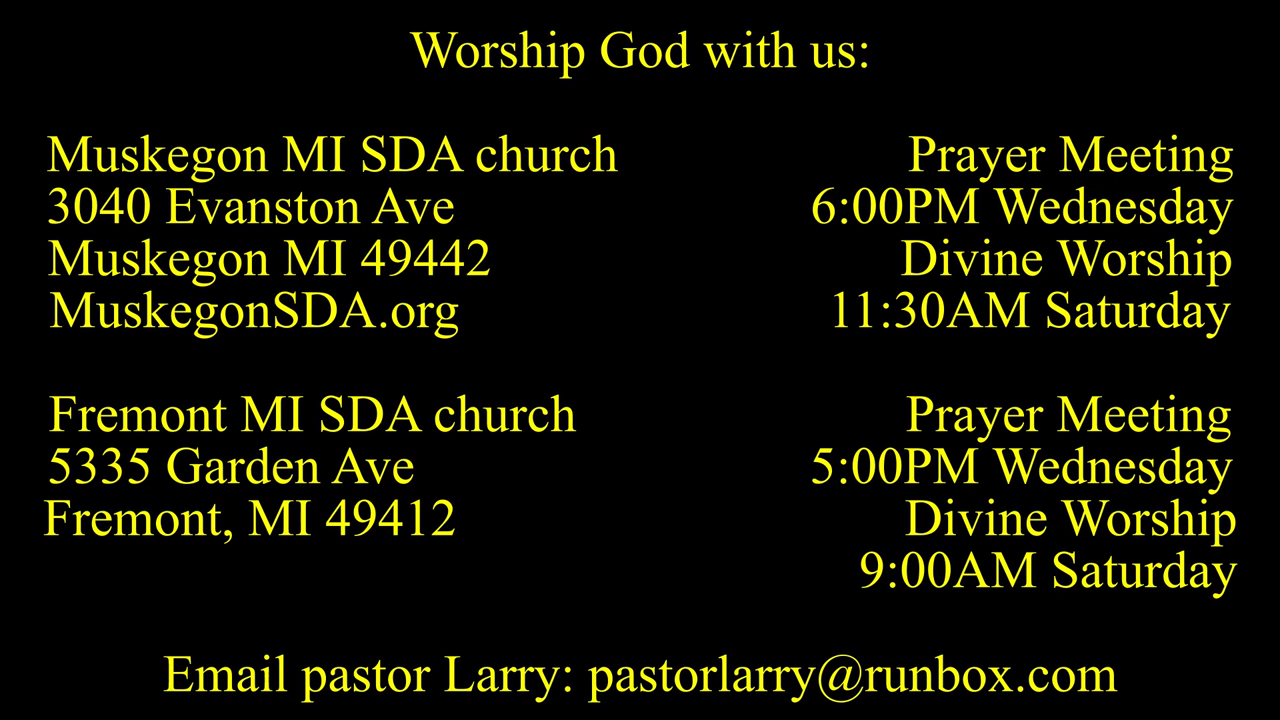 Worship God with us:
Muskegon MI SDA church
3040 Evanston Ave
Muskegon MI 49442
MuskegonSDA.org
Prayer Meeting
6:00PM Wednesday
Divine Worship
11:30AM Saturday
Fremont MI SDA church
5335 Garden Ave
Fremont, MI 49412
Prayer Meeting
5:00PM Wednesday
Divine Worship
9:00AM Saturday
Email pastor Larry: pastorlarry@runbox.com